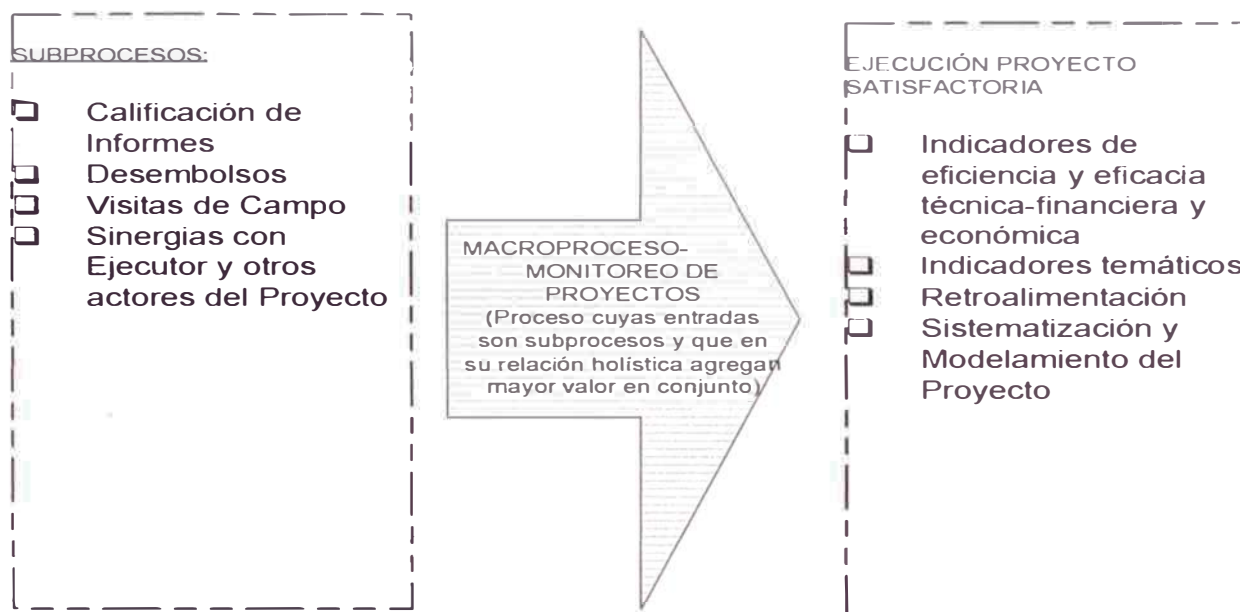 SUBPROCESOS:
❑ Calificación de
Informes
❑ Desembolsos
❑ Visitas de Campo
❑ Sinergias con
Ejecutor y otros
actores del Proyecto
MACROPROCESO-
MONITOREO DE
PROYECTOS
(Proceso cuyas entradas
son subprocesos y que en
su relación holística agregan
mayor valor en conjunto)
EJECUCIÓN PROYECTO
SATISFACTORIA
❑ Indicadores de
eficiencia y eficacia
técnica-financiera y
económica
❑ Indicadores temáticos
❑ Retroalimentación
❑ Sistematización y
Modelamiento del
Proyecto